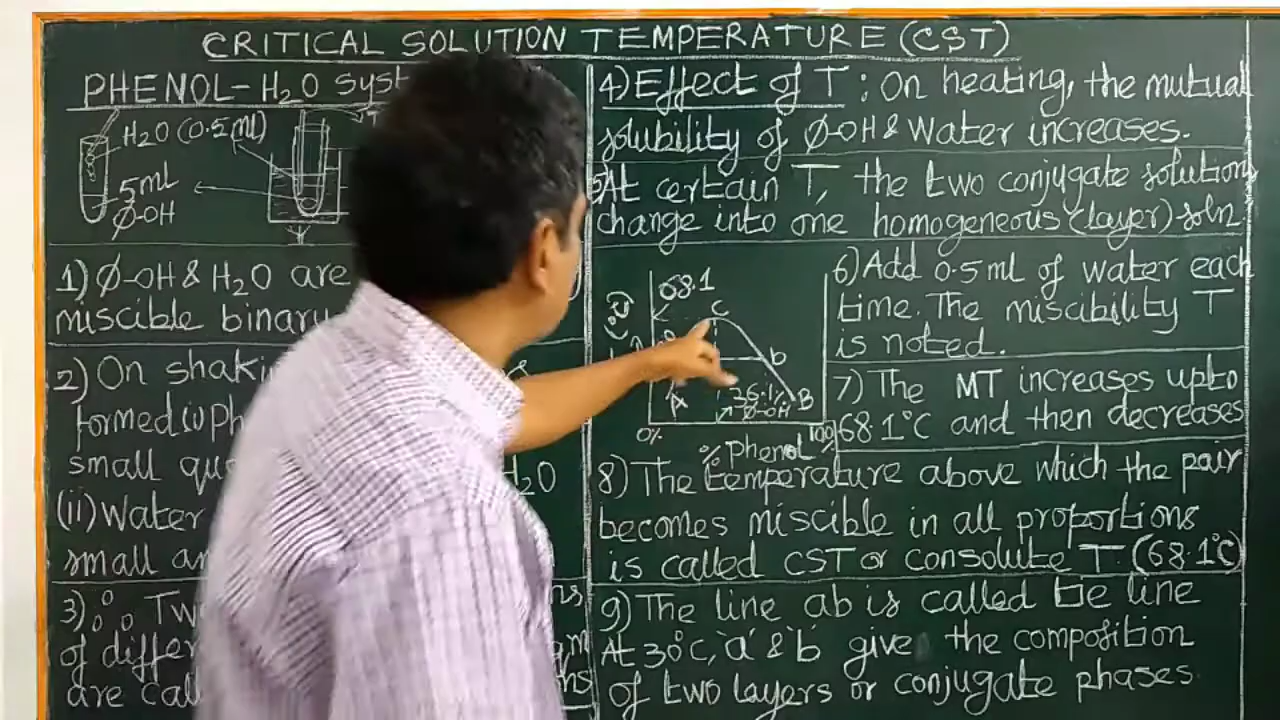 CRITICAL SOLUTION TEMPERATURE (CST)
PHENOL-H2O syst
H2O (0.5 ml)
5ml
Ø-OH
1) Ø-OH & H2O are
miscible binary
2) On shaki
formed (i) ph
small qu H2O
(ii) Water
small am
3) ∴ Tw ns
of differ
are cal ns
4) Effect of T : On heating, the mutual
solubility of Ø-OH & Water increases.
5) At certain T, the two conjugate solutions
change into one homogeneous (layer) soln.
68.1
C
(°C)
b
A
36.1%
Ø-OH
B
0%
100%
% Phenol
6) Add 0.5 ml of water each
time. The miscibility T
is noted.
7) The MT increases upto
68.1°C and then decreases
8) The temperature above which the pair
becomes miscible in all proportions
is called CST or consolute T. (68.1°C)
9) The line ab is called tie line
At 30°C, 'a' & 'b' give the composition
of two layers or conjugate phases